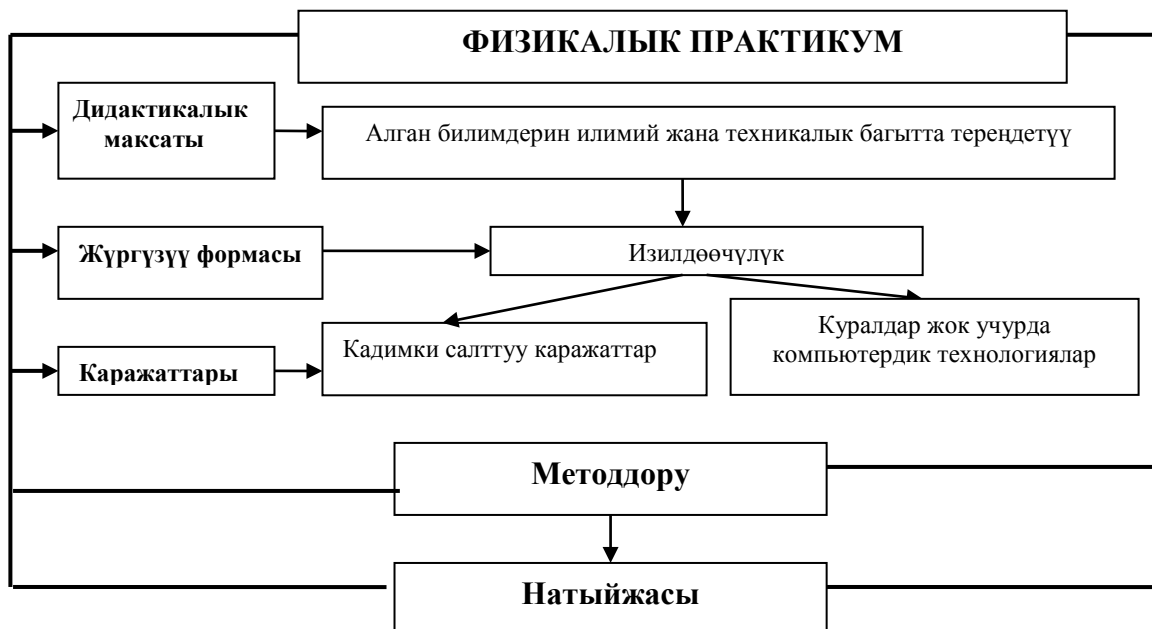 ФИЗИКАЛЫК ПРАКТИКУМ
Дидактикалык
максаты
Алган билимдерин илимий жана техникалык багытта тереңдетүү
Жүргүзүү формасы
Изилдөөчүлүк
Каражаттары
Кадимки салттуу каражаттар
Куралдар жок учурда
компьютердик технологиялар
Методдору
Натыйжасы